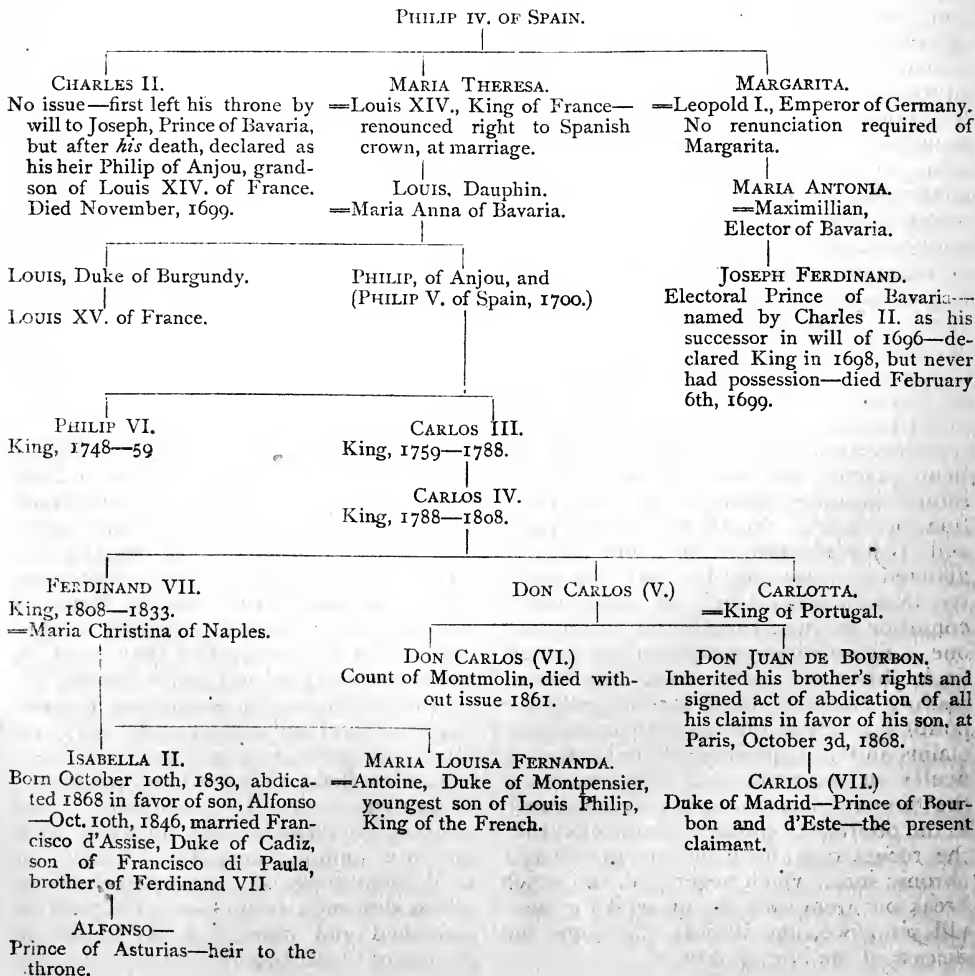 PHILIP IV. OF SPAIN.
CHARLES II.
No issee—first left his throne by
will to Joseph, Prince of Bavaria,
but after his death, declared as
his heir Philip of Anjou, grand-
son of Louis XIV. of France.
Died November, 1699.
MARIA THERESA.
=Louis XIV., King of France—
renounced right to Spanish
crown, at marriage.
LOUIS, Dauphin.
=Maria Anna of Bavaria.
MARGARITA.
=Leopold I., Emperor of Germany.
No renunciation required of
Margarita.
MARIA ANTONIA.
=Maximillian,
Elector of Bavaria.
LOUIS, Duke of Burgundy.
LOUIS XV. of France.
PHILIP, of Anjou, and
(PHILIP V. of Spain, 1700.)
JOSEPH FERDINAND.
Electoral Prince of Bavaria—
named by Charles II. as his
successor in will of 1696—de-
clared King in 1698, but never
had possession—died February
6th, 1699.
PHILIP VI.
King, 1748—59
CARLOS III.
King, 1759—1788.
CARLOS IV.
King, 1788—1808.
FERDINAND VII.
King, 1808—1833.
=Maria Christina of Naples.
DON CARLOS (V.)
CARLOTTA.
=King of Portugal.
DON CARLOS (VI.)
Count of Montmolin, died with-
out issue 1861.
DON JUAN DE BOURBON.
Inherited his brother's rights and
signed act of abdication of all
his claims in favor of his son, at
Paris, October 3d, 1868.
ISABELLA II.
Born October 10th, 1830, abdica-
ted 1868 in favor of son, Alfonso
—Oct. 10th, 1846, married Fran-
cisco d'Assise, Duke of Cadiz,
son of Francisco di Paula,
brother of Ferdinand VII
MARIA LOUISA FERNANDA.
=Antoine, Duke of Montpensier,
youngest son of Louis Philip,
King of the French.
CARLOS (VII.)
Duke of Madrid—Prince of Bour-
bon and d'Este—the present
claimant.
ALFONSO—
Prince of Asturias—heir to the
throne.